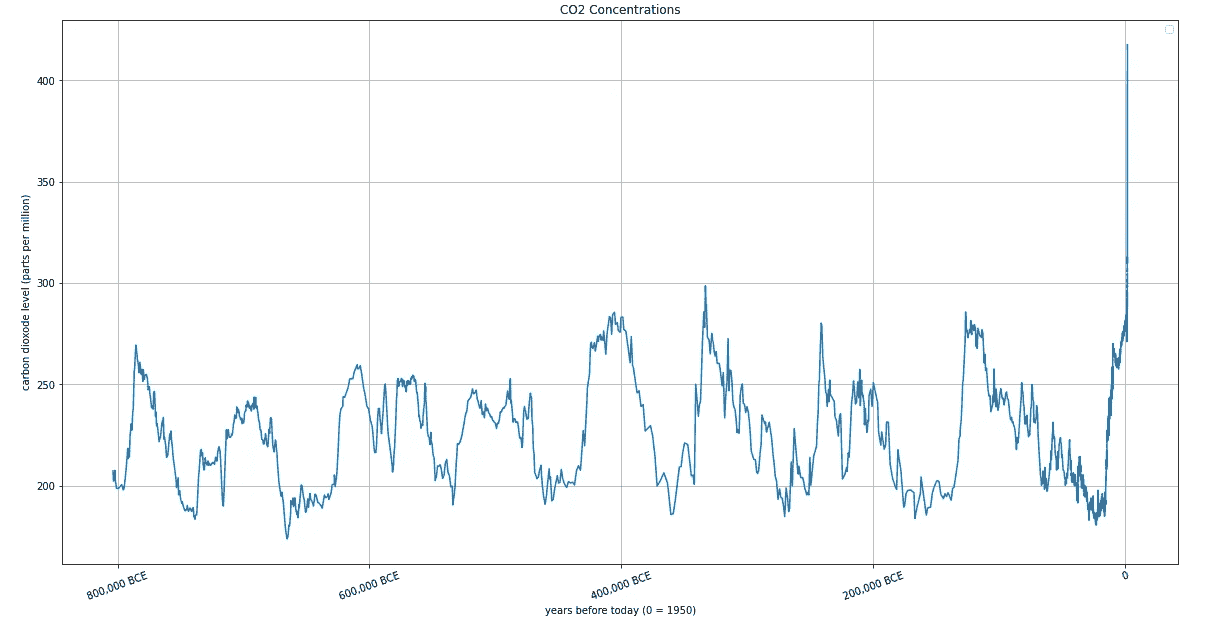 CO2 Concentrations
carbon dioxode level (parts per million)
400
350
300
250
200
800,000 BCE
600,000 BCE
400,000 BCE
200,000 BCE
0
years before today (0 = 1950)